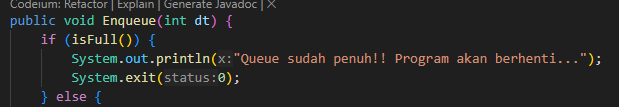 Codeium: Refactor | Explain | Generate Javadoc | ×
public void Enqueue(int dt) {
if (isFull()) {
System.out.println(x:"Queue sudah penuh!! Program akan berhenti...");
System.exit(status:0);
} else {